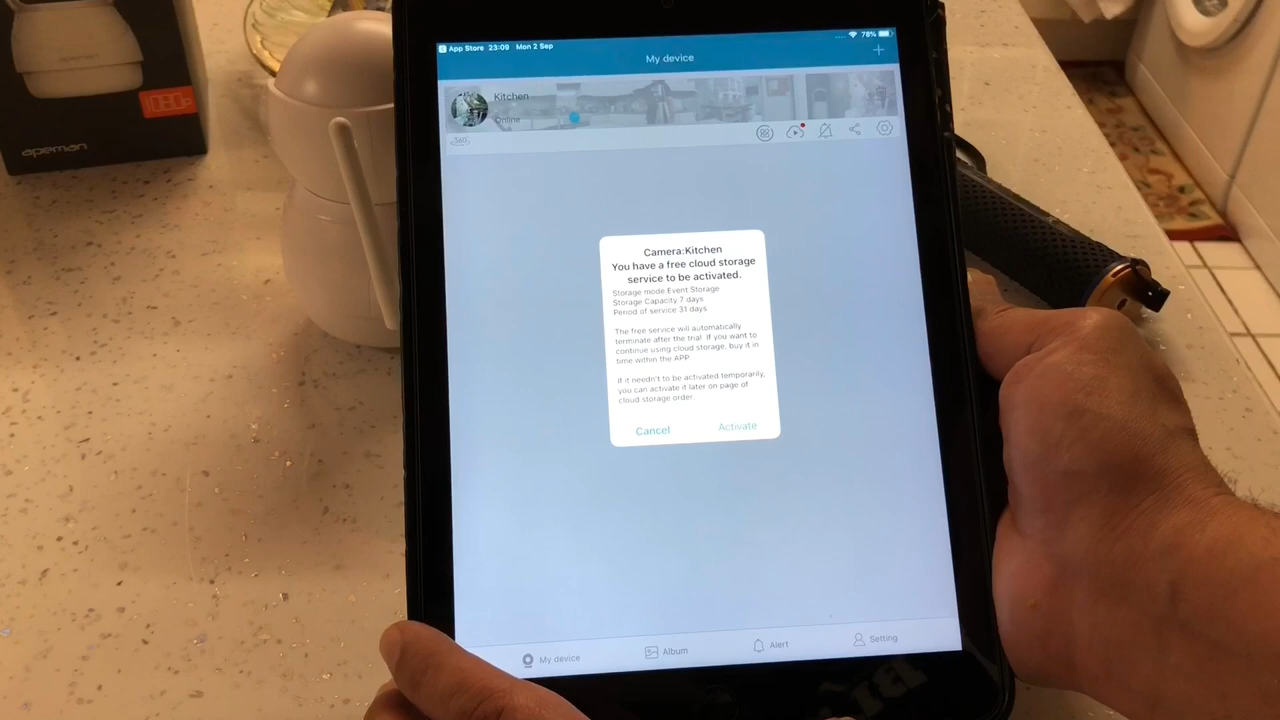 App Store 23:09 Mon 2 Sep
78%
My device
Kitchen
Online
360
Camera:Kitchen
You have a free cloud storage
service to be activated.
Storage mode Event Storage
Storage Capacity 7 days
Period of service 31 days
The free service will automatically
terminate after the trial. If you want to
continue using cloud storage, buy it in
time within the APP
If it needn't to be activated temporarily,
you can activate it later on page of
cloud storage order.
Cancel
Activate
My device
Album
Alert
Setting
apeman